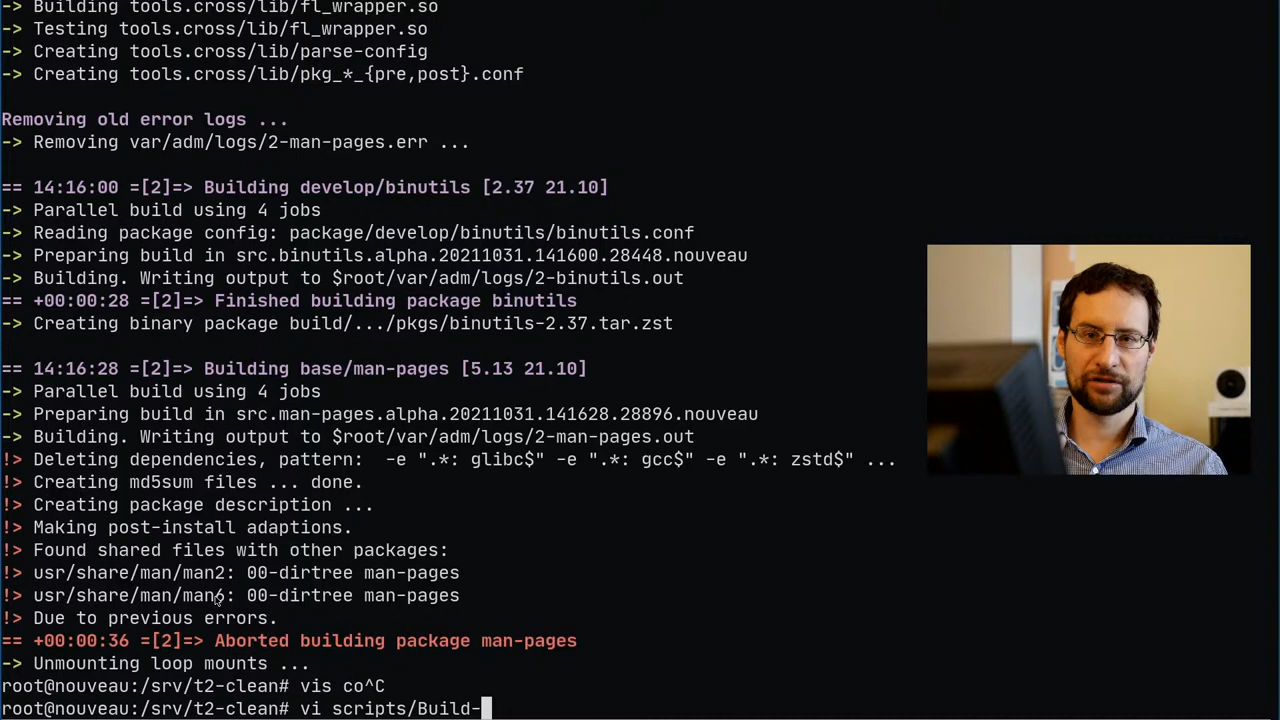 -> Building tools.cross/lib/fl_wrapper.so
-> Testing tools.cross/lib/fl_wrapper.so
-> Creating tools.cross/lib/parse-config
-> Creating tools.cross/lib/pkg_*_{pre,post}.conf
Removing old error logs ...
-> Removing var/adm/logs/2-man-pages.err ...
== 14:16:00 =[2]=> Building develop/binutils [2.37 21.10]
-> Parallel build using 4 jobs
-> Reading package config: package/develop/binutils/binutils.conf
-> Preparing build in src.binutils.alpha.20211031.141600.28448.nouveau
-> Building. Writing output to $root/var/adm/logs/2-binutils.out
== +00:00:28 =[2]=> Finished building package binutils
-> Creating binary package build/.../pkgs/binutils-2.37.tar.zst
== 14:16:28 =[2]=> Building base/man-pages [5.13 21.10]
-> Parallel build using 4 jobs
-> Preparing build in src.man-pages.alpha.20211031.141628.28896.nouveau
-> Building. Writing output to $root/var/adm/logs/2-man-pages.out
!> Deleting dependencies, pattern:  -e ".*: glibc$" -e ".*: gcc$" -e ".*: zstd$" ...
!> Creating md5sum files ... done.
!> Creating package description ...
!> Making post-install adaptions.
!> Found shared files with other packages:
!> usr/share/man/man2: 00-dirtree man-pages
!> usr/share/man/man6: 00-dirtree man-pages
!> Due to previous errors.
== +00:00:36 =[2]=> Aborted building package man-pages
-> Unmounting loop mounts ...
root@nouveau:/srv/t2-clean# vis co^C
root@nouveau:/srv/t2-clean# vi scripts/Build-